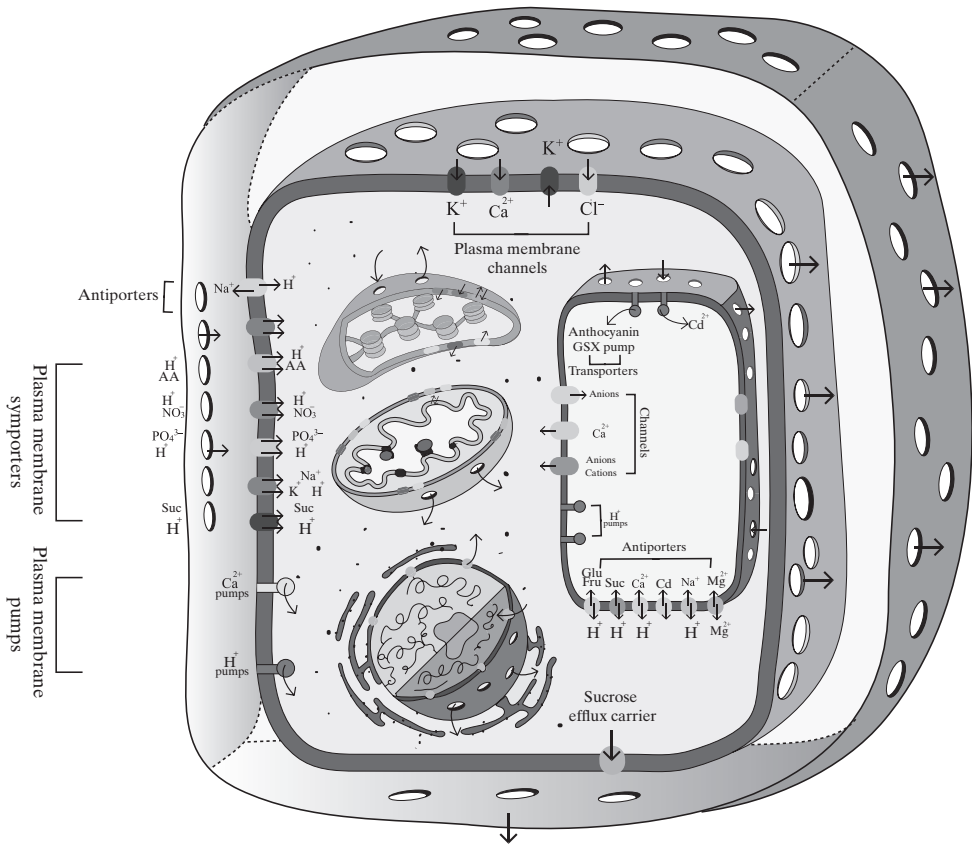 K⁺
K⁺
Ca²⁺
Cl⁻
Plasma membrane
channels
Antiporters
Na⁺
H⁺
H⁺
AA
H⁺
AA
H⁺
NO₃
H⁺
NO₃⁻
PO₄³⁻
H⁺
PO₄³⁻
H⁺
Na⁺
K⁺ H⁺
Suc
H⁺
Suc
H⁺
Plasma membrane
symporters
Ca²⁺
pumps
H⁺
pumps
Plasma membrane
pumps
Anthocyanin
GSX pump
Cd²⁺
Transporters
Anions
Ca²⁺
Anions
Cations
Channels
H⁺
pumps
Antiporters
Glu
Fru
Suc
Ca²⁺
Cd
Na⁺
Mg²⁺
H⁺
H⁺
H⁺
H⁺
Mg²⁺
Sucrose
efflux carrier